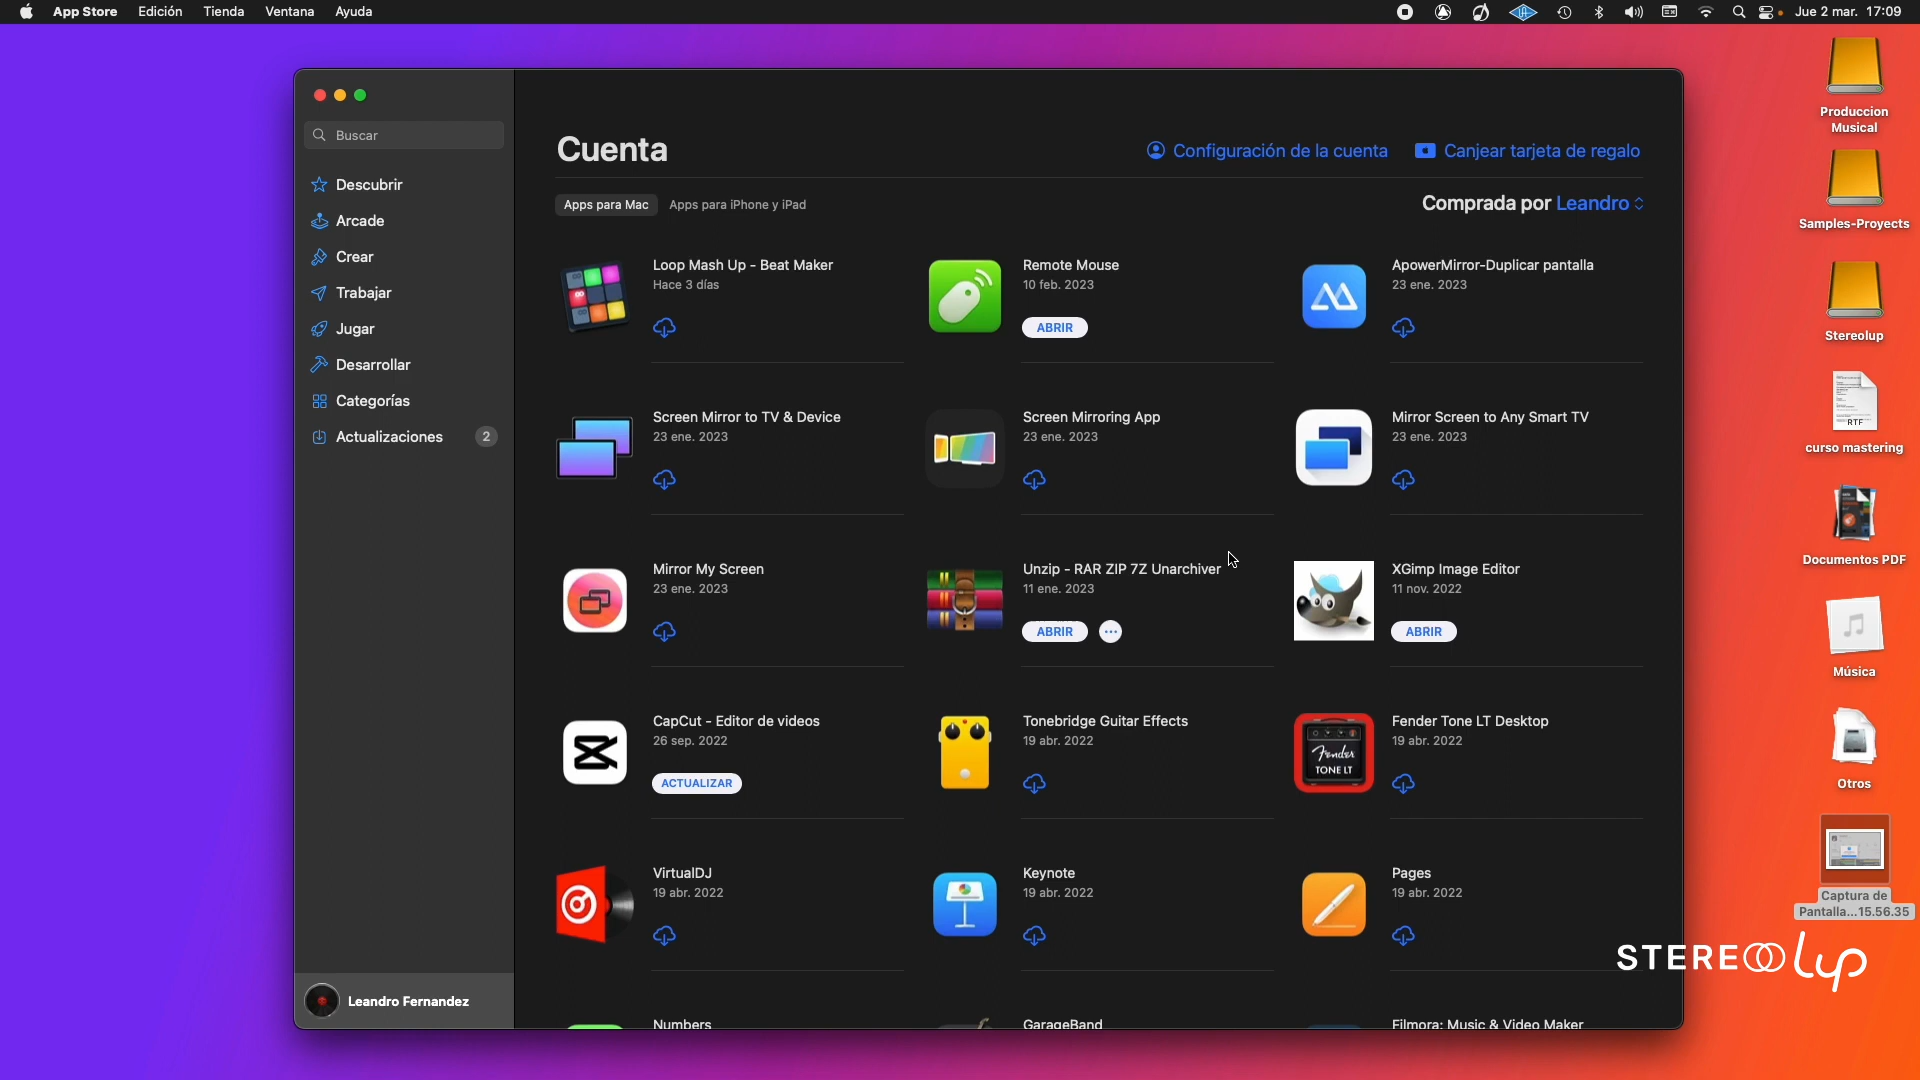 App Store Edición Tienda Ventana Ayuda
Jue 2 mar. 17:09
Buscar
Descubrir
Arcade
Crear
Trabajar
Jugar
Desarrollar
Categorías
Actualizaciones 2
Leandro Fernandez
Cuenta
Configuración de la cuenta
Canjear tarjeta de regalo
Apps para Mac Apps para iPhone y iPad
Comprada por Leandro
Loop Mash Up - Beat Maker
Hace 3 días
Remote Mouse
10 feb. 2023
ABRIR
ApowerMirror-Duplicar pantalla
23 ene. 2023
Screen Mirror to TV & Device
23 ene. 2023
Screen Mirroring App
23 ene. 2023
Mirror Screen to Any Smart TV
23 ene. 2023
Mirror My Screen
23 ene. 2023
Unzip - RAR ZIP 7Z Unarchiver
11 ene. 2023
ABRIR
XGimp Image Editor
11 nov. 2022
ABRIR
CapCut - Editor de videos
26 sep. 2022
ACTUALIZAR
Tonebridge Guitar Effects
19 abr. 2022
Fender
TONE LT
Fender Tone LT Desktop
19 abr. 2022
VirtualDJ
19 abr. 2022
Keynote
19 abr. 2022
Pages
19 abr. 2022
Numbers
GarageBand
Filmora: Music & Video Maker
Produccion
Musical
Samples-Proyects
Stereolup
RTF
curso mastering
Documentos PDF
Música
Otros
Captura de
Pantalla...15.56.35
STEREOLUP